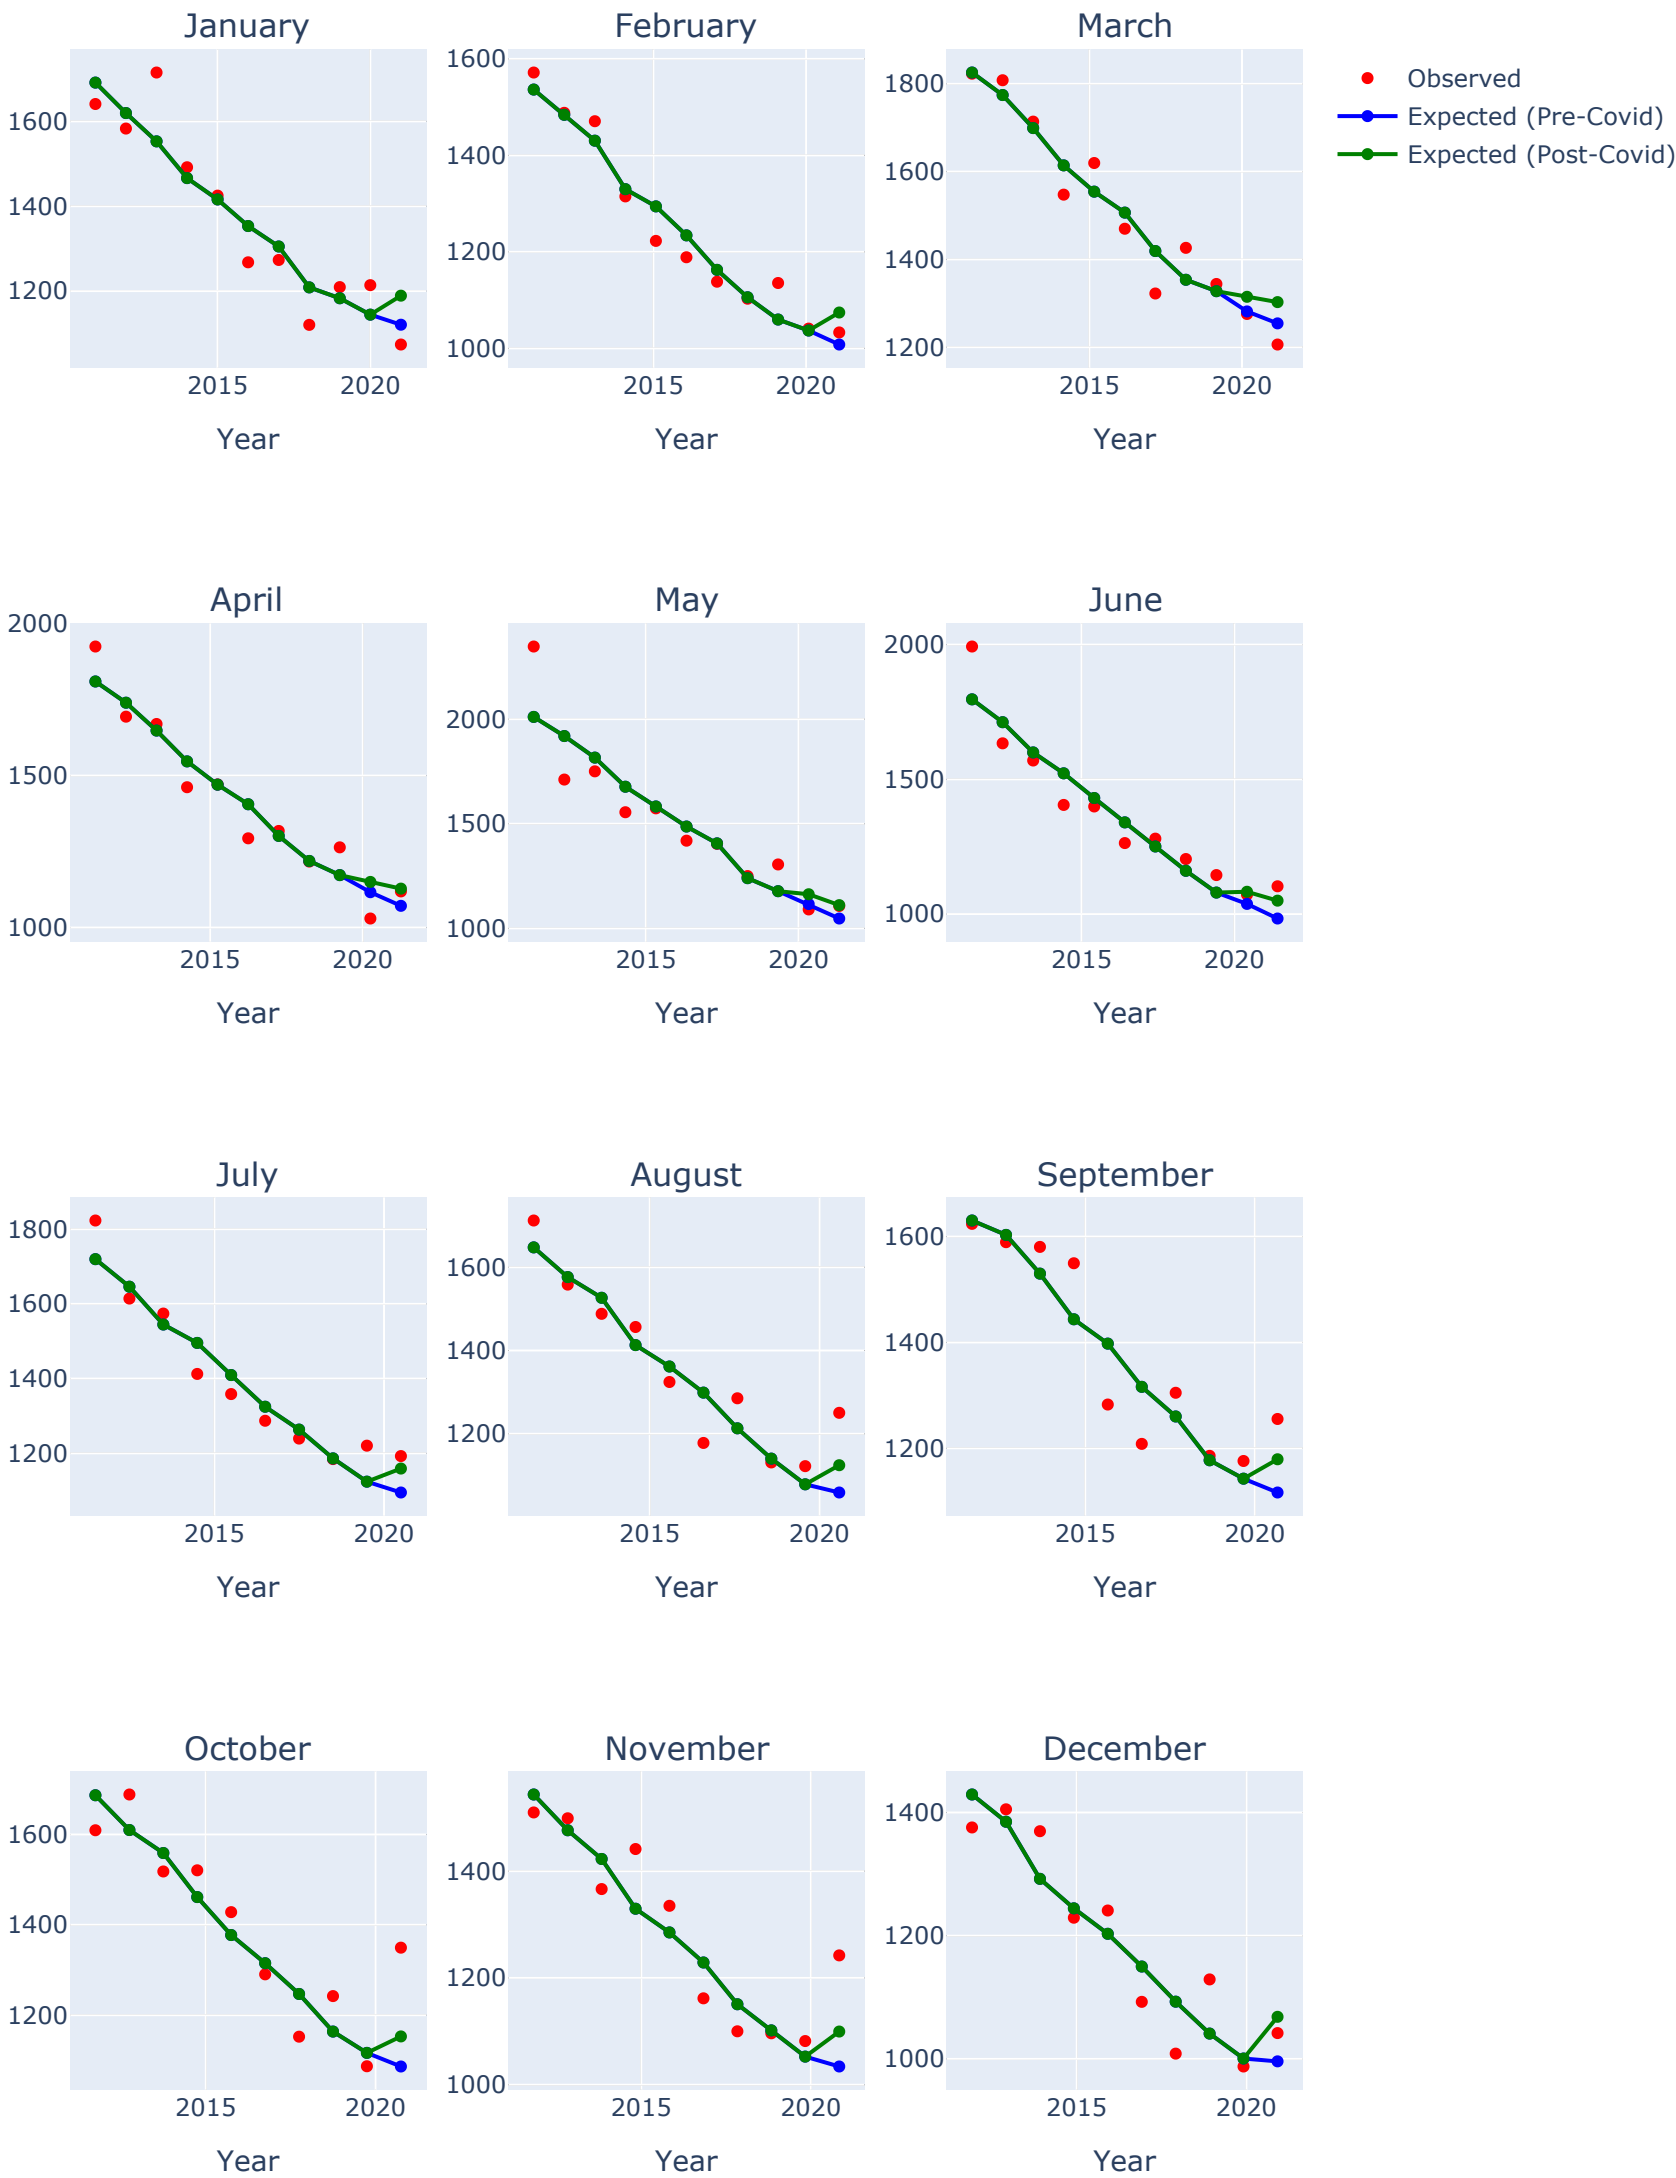 January February March
Observed
Expected (Pre-Covid)
Expected (Post-Covid)
1600 1400 1200
1600 1400 1200 1000
1800 1600 1400 1200
2015 2020 2015 2020 2015 2020
Year Year Year
April May June
2000 1500 1000
2000 1500 1000
2000 1500 1000
2015 2020 2015 2020 2015 2020
Year Year Year
July August September
1800 1600 1400 1200
1600 1400 1200
1600 1400 1200
2015 2020 2015 2020 2015 2020
Year Year Year
October November December
1600 1400 1200
1400 1200 1000
1400 1200 1000
2015 2020 2015 2020 2015 2020
Year Year Year